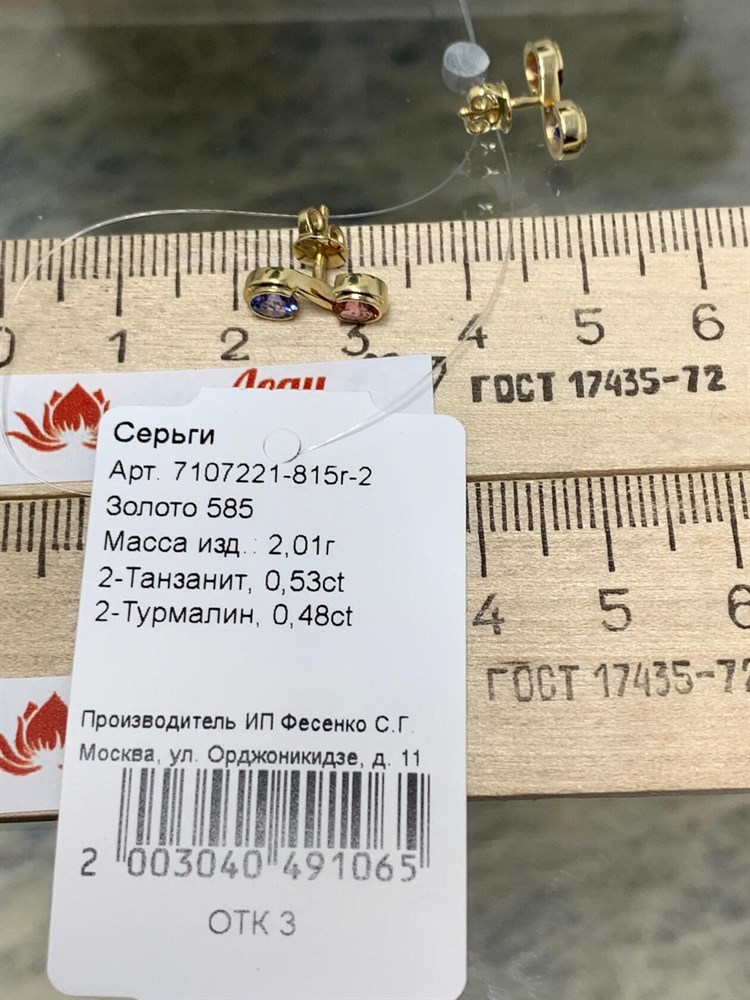 0 1 2 3 4 5 6
ГОСТ 17435-72
Леди
Серьги
Арт. 7107221-815г-2
Золото 585
Масса изд.: 2,01г
2-Танзанит, 0,53ct
2-Турмалин, 0,48ct
Производитель ИП Фесенко С.Г.
Москва, ул. Орджоникидзе, д. 11
2 003040 491065
ОТК 3
4 5 6
ГОСТ 17435-72